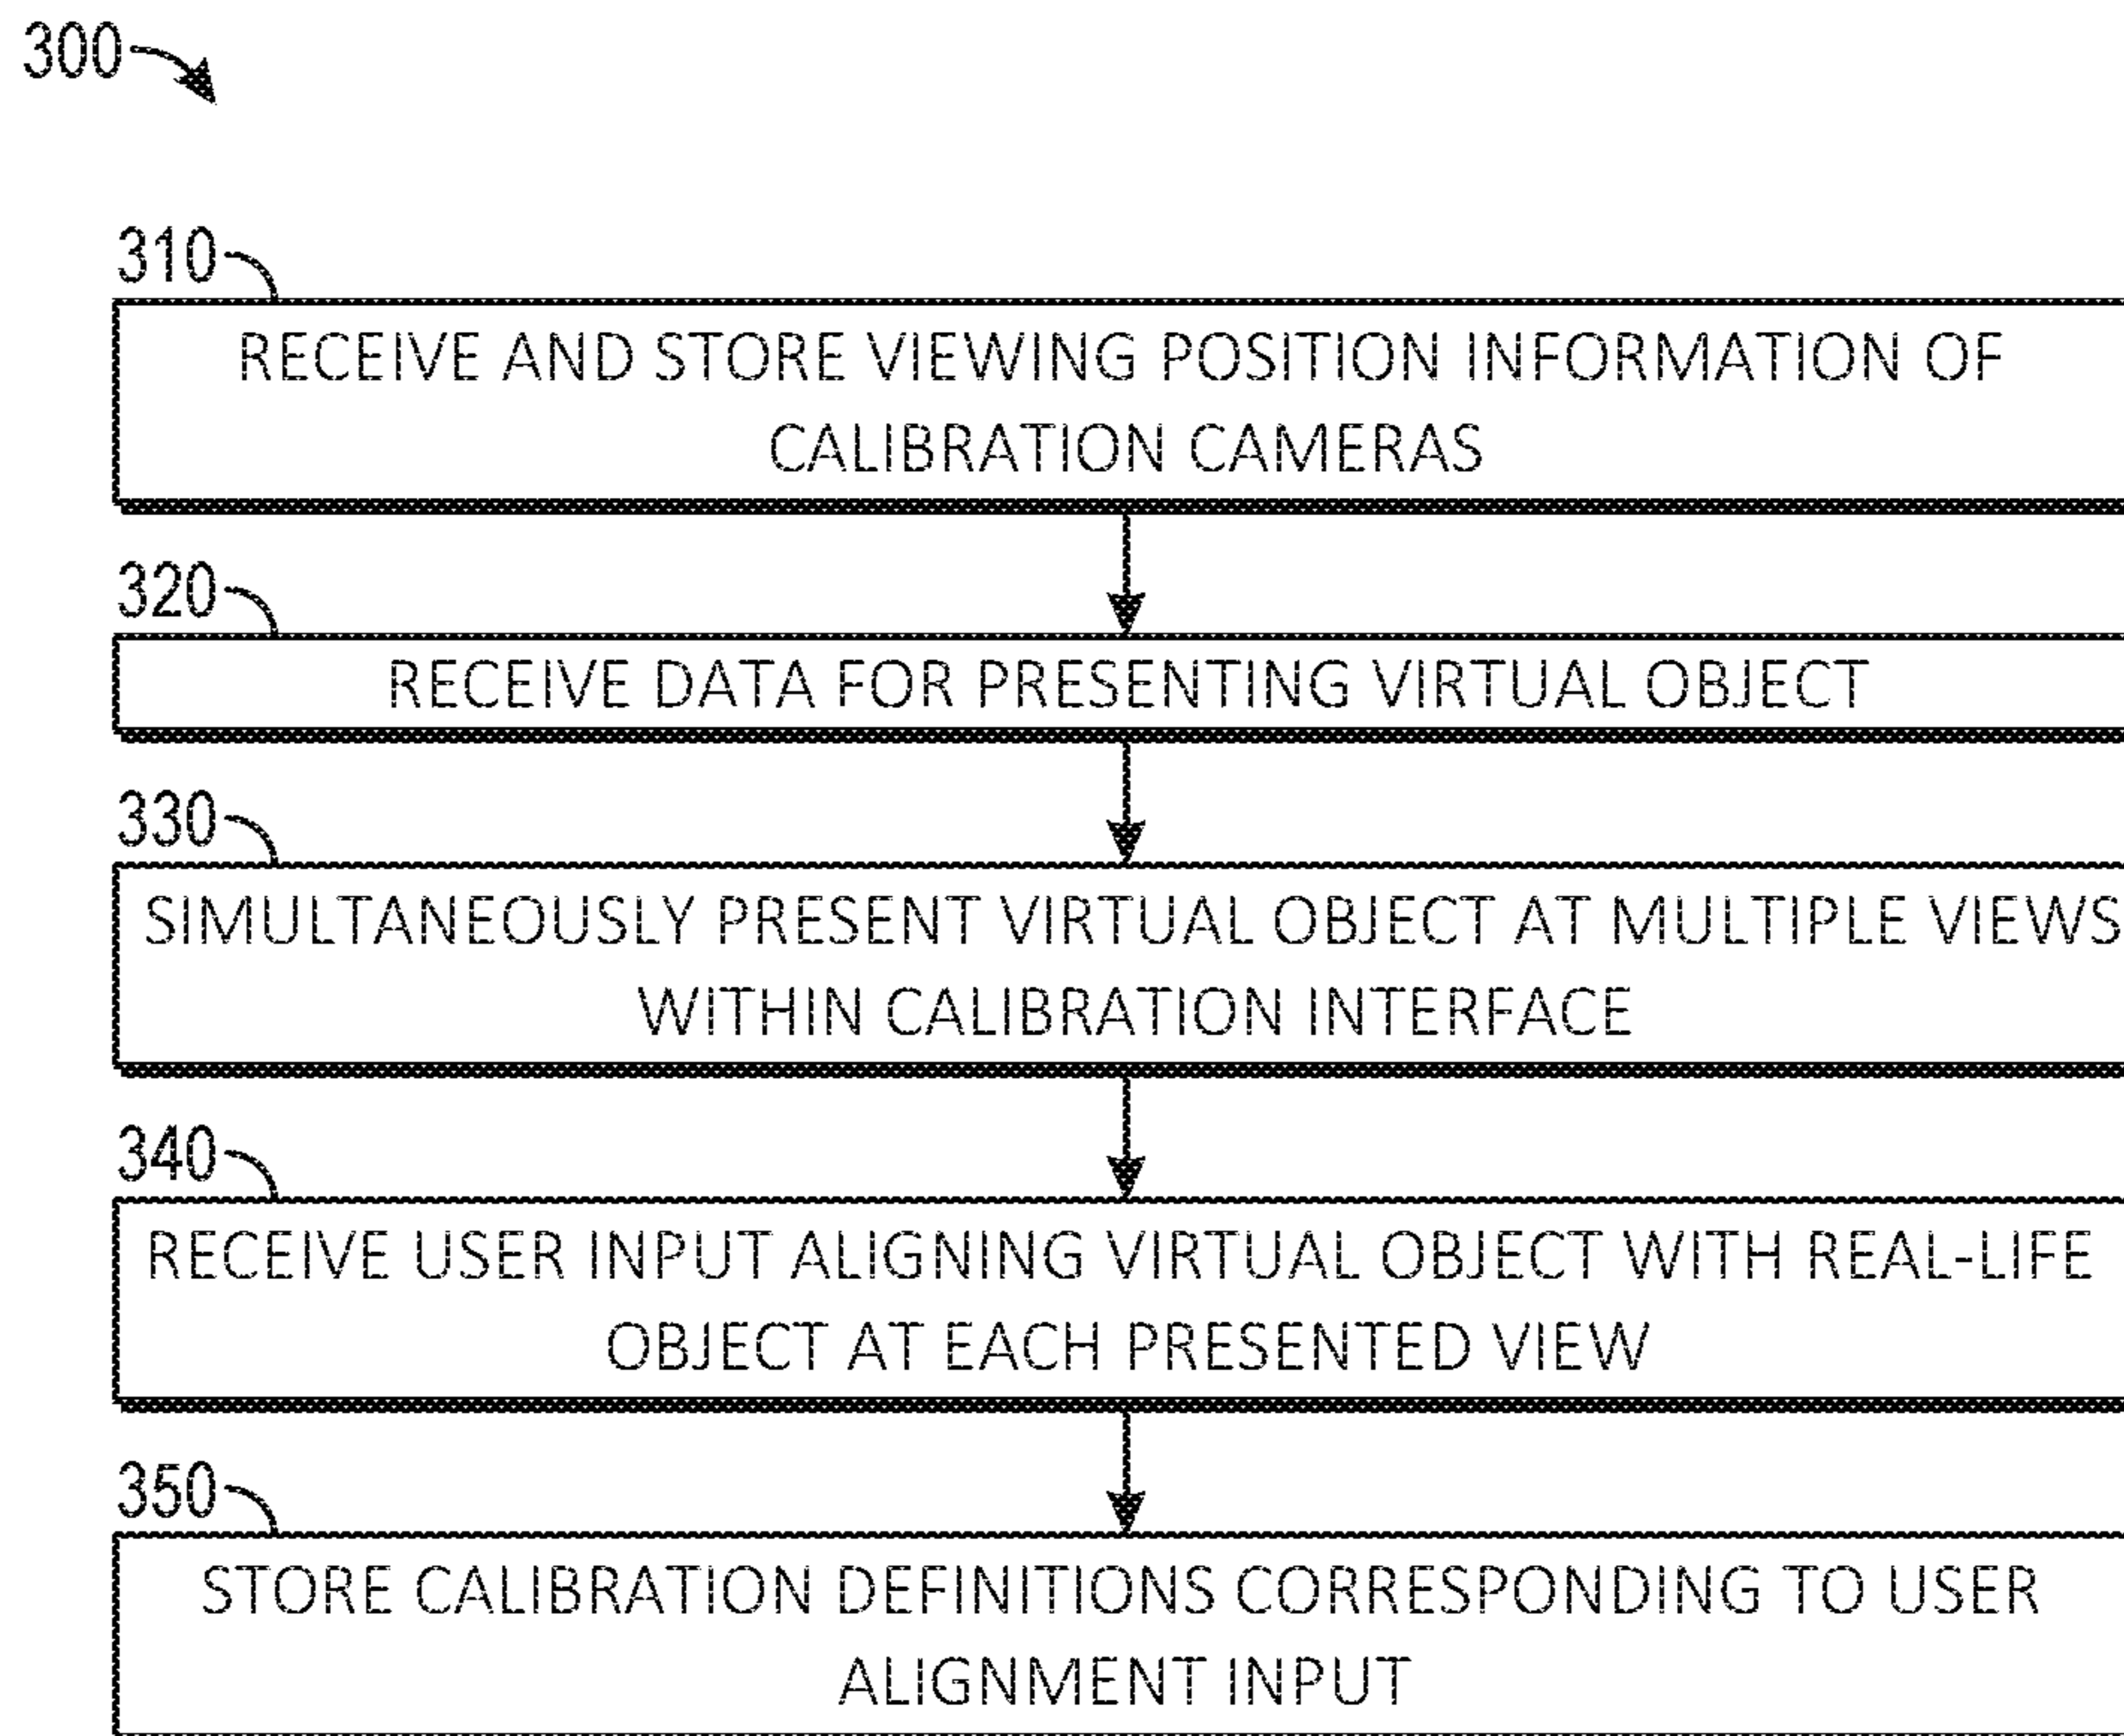 300
310
RECEIVE AND STORE VIEWING POSITION INFORMATION OF
CALIBRATION CAMERAS
320
RECEIVE DATA FOR PRESENTING VIRTUAL OBJECT
330
SIMULTANEOUSLY PRESENT VIRTUAL OBJECT AT MULTIPLE VIEWS
WITHIN CALIBRATION INTERFACE
340
RECEIVE USER INPUT ALIGNING VIRTUAL OBJECT WITH REAL-LIFE
OBJECT AT EACH PRESENTED VIEW
350
STORE CALIBRATION DEFINITIONS CORRESPONDING TO USER
ALIGNMENT INPUT